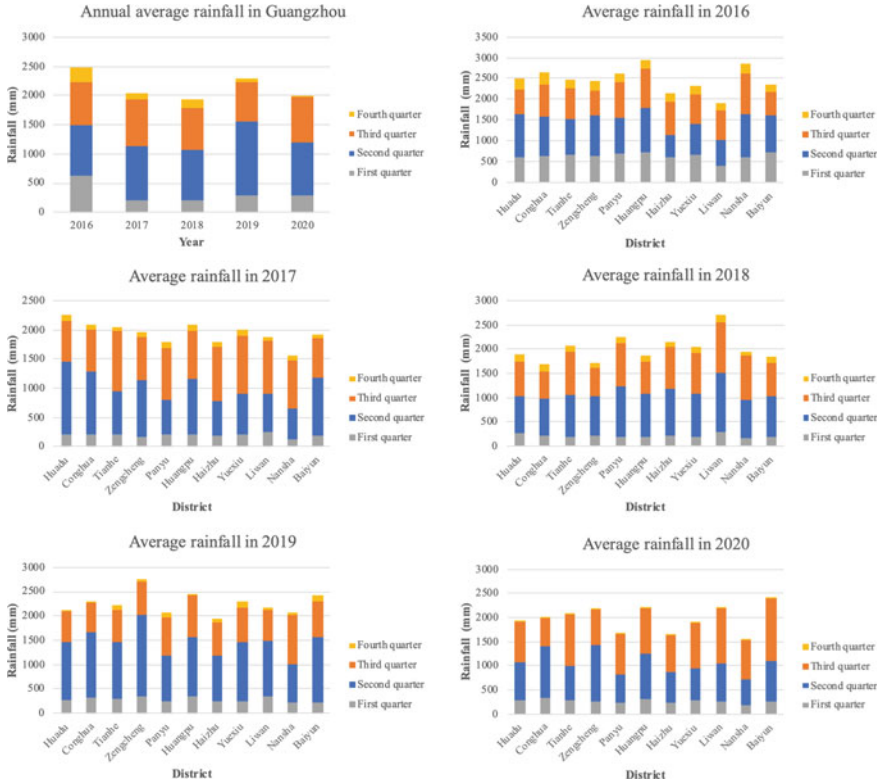 Annual average rainfall in Guangzhou
3000
2500
2000
1500
1000
500
0
Rainfall (mm)
2016 2017 2018 2019 2020
Year
Fourth quarter
Third quarter
Second quarter
First quarter
Average rainfall in 2016
3500
3000
2500
2000
1500
1000
500
0
Rainfall (mm)
Huadu Conghua Tianhe Zengcheng Panyu Huangpu Haizhu Yuexiu Liwan Nansha Baiyun
District
Fourth quarter
Third quarter
Second quarter
First quarter
Average rainfall in 2017
2500
2000
1500
1000
500
0
Rainfall (mm)
Huadu Conghua Tianhe Zengcheng Panyu Huangpu Haizhu Yuexiu Liwan Nansha Baiyun
District
Fourth quarter
Third quarter
Second quarter
First quarter
Average rainfall in 2018
3000
2500
2000
1500
1000
500
0
Rainfall (mm)
Huadu Conghua Tianhe Zengcheng Panyu Huangpu Haizhu Yuexiu Liwan Nansha Baiyun
District
Fourth quarter
Third quarter
Second quarter
First quarter
Average rainfall in 2019
3000
2500
2000
1500
1000
500
0
Rainfall (mm)
Huadu Conghua Tianhe Zengcheng Panyu Huangpu Haizhu Yuexiu Liwan Nansha Baiyun
District
Fourth quarter
Third quarter
Second quarter
First quarter
Average rainfall in 2020
3000
2500
2000
1500
1000
500
0
Rainfall (mm)
Huadu Conghua Tianhe Zengcheng Panyu Huangpu Haizhu Yuexiu Liwan Nansha Baiyun
District
Fourth quarter
Third quarter
Second quarter
First quarter